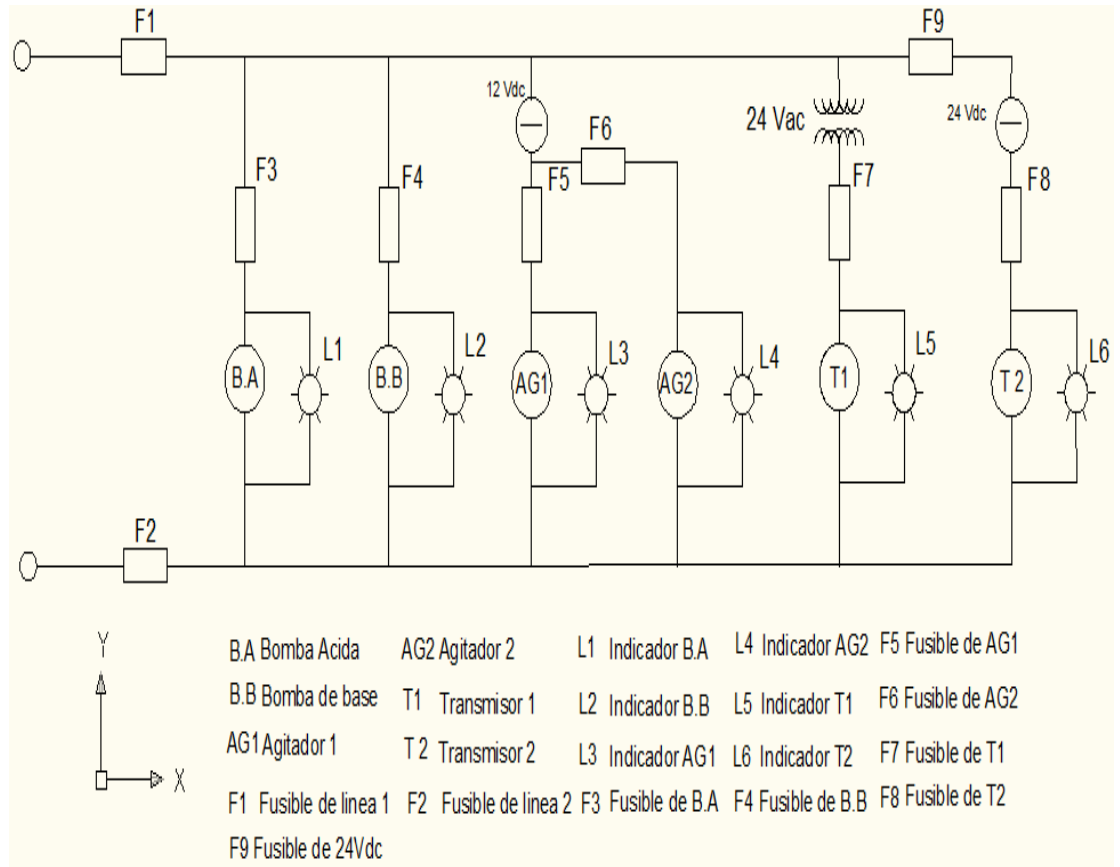 F1
F9
12 Vdc
24 Vac
24 Vdc
F6
F3
F4
F5
F7
F8
L1
L2
L3
L4
L5
L6
B.A
B.B
AG1
AG2
T1
T 2
F2
Y
X
B.A Bomba Acida AG2 Agitador 2 L1 Indicador B.A L4 Indicador AG2 F5 Fusible de AG1
B.B Bomba de base T1 Transmisor 1 L2 Indicador B.B L5 Indicador T1 F6 Fusible de AG2
AG1 Agitador 1 T 2 Transmisor 2 L3 Indicador AG1 L6 Indicador T2 F7 Fusible de T1
F1 Fusible de linea 1 F2 Fusible de linea 2 F3 Fusible de B.A F4 Fusible de B.B F8 Fusible de T2
F9 Fusible de 24Vdc